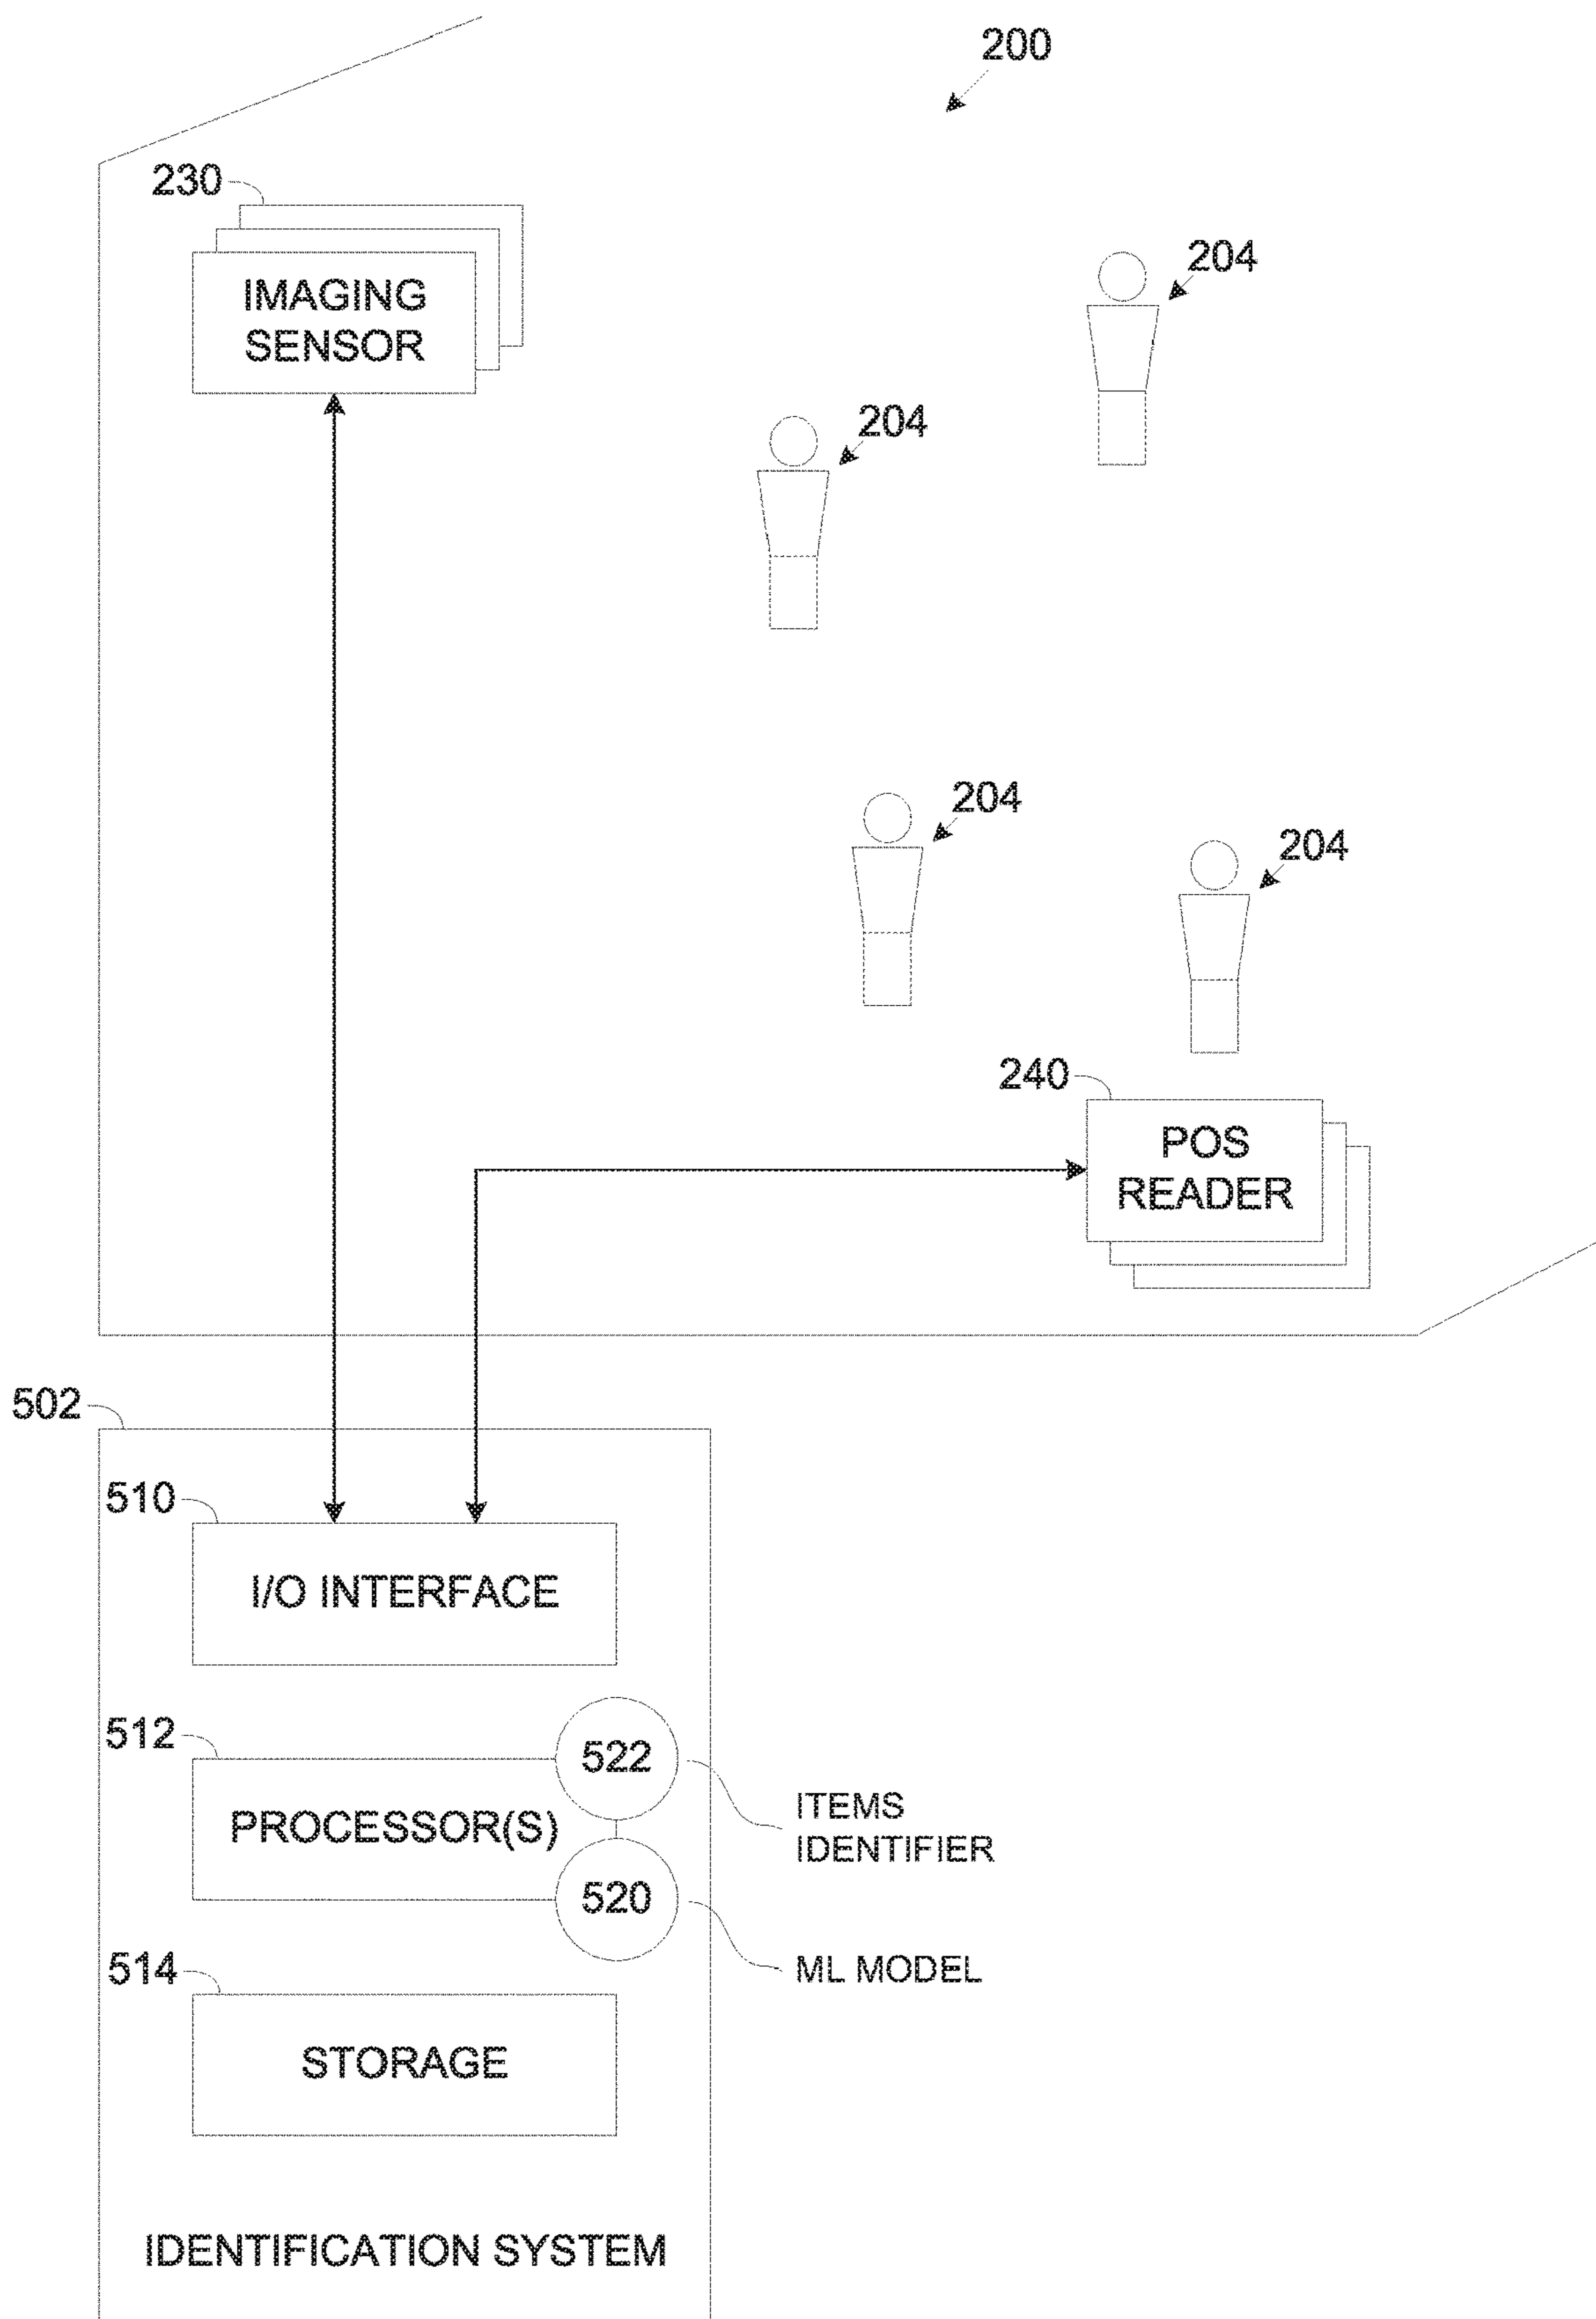 200
230
IMAGING
SENSOR
204
204
204
204
240
POS
READER
502
510
I/O INTERFACE
512
522
PROCESSOR(S)
ITEMS
IDENTIFIER
520
514
ML MODEL
STORAGE
IDENTIFICATION SYSTEM